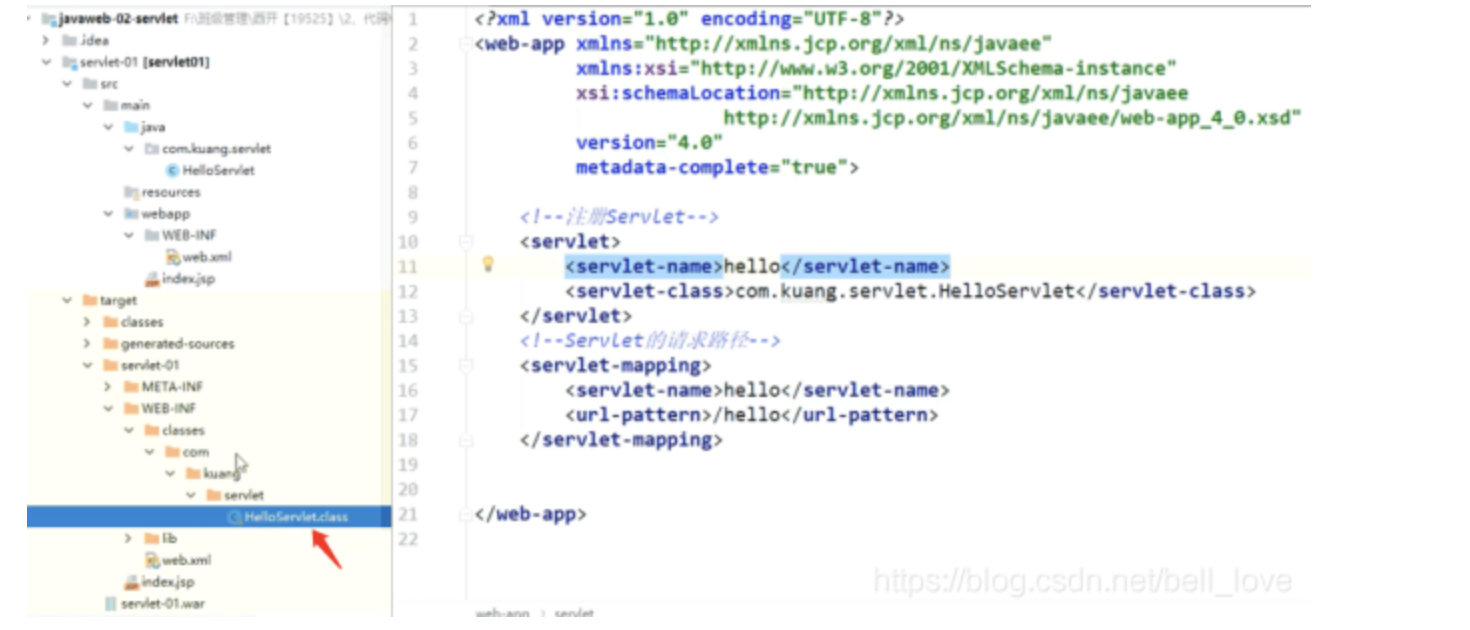 javaweb-02-servlet F:\班级管理\西开【19525】\2、代码
.idea
servlet-01 [servlet01]
src
main
java
com.kuang.servlet
HelloServlet
resources
webapp
WEB-INF
web.xml
index.jsp
target
classes
generated-sources
servlet-01
META-INF
WEB-INF
classes
com
kuang
servlet
HelloServlet.class
lib
web.xml
index.jsp
servlet-01.war
1 <?xml version="1.0" encoding="UTF-8"?>
2 <web-app xmlns="http://xmlns.jcp.org/xml/ns/javaee"
3 xmlns:xsi="http://www.w3.org/2001/XMLSchema-instance"
4 xsi:schemaLocation="http://xmlns.jcp.org/xml/ns/javaee
5 http://xmlns.jcp.org/xml/ns/javaee/web-app_4_0.xsd"
6 version="4.0"
7 metadata-complete="true">
8
9 <!--注册Servlet-->
10 <servlet>
11 <servlet-name>hello</servlet-name>
12 <servlet-class>com.kuang.servlet.HelloServlet</servlet-class>
13 </servlet>
14 <!--Servlet的请求路径-->
15 <servlet-mapping>
16 <servlet-name>hello</servlet-name>
17 <url-pattern>/hello</url-pattern>
18 </servlet-mapping>
19
20
21 </web-app>
22
https://blog.csdn.net/bell_love
web-app › servlet